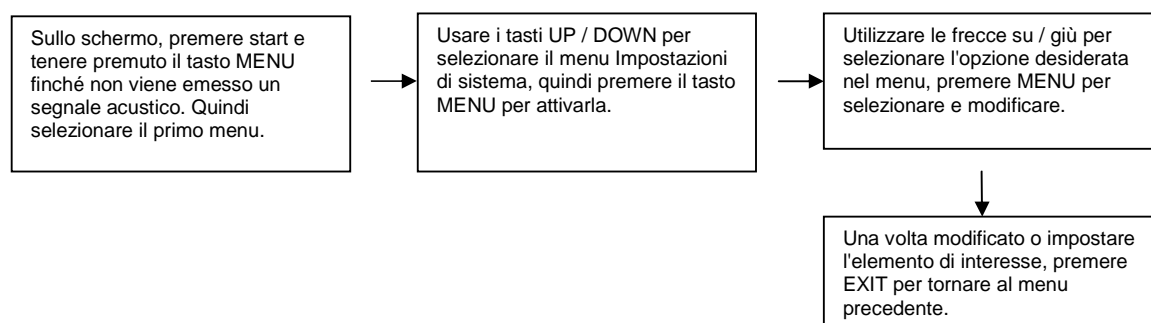 Sullo schermo, premere start e
tenere premuto il tasto MENU
finché non viene emesso un
segnale acustico. Quindi
selezionare il primo menu.
Usare i tasti UP / DOWN per
selezionare il menu Impostazioni
di sistema, quindi premere il tasto
MENU per attivarla.
Utilizzare le frecce su / giù per
selezionare l'opzione desiderata
nel menu, premere MENU per
selezionare e modificare.
Una volta modificato o impostare
l'elemento di interesse, premere
EXIT per tornare al menu
precedente.